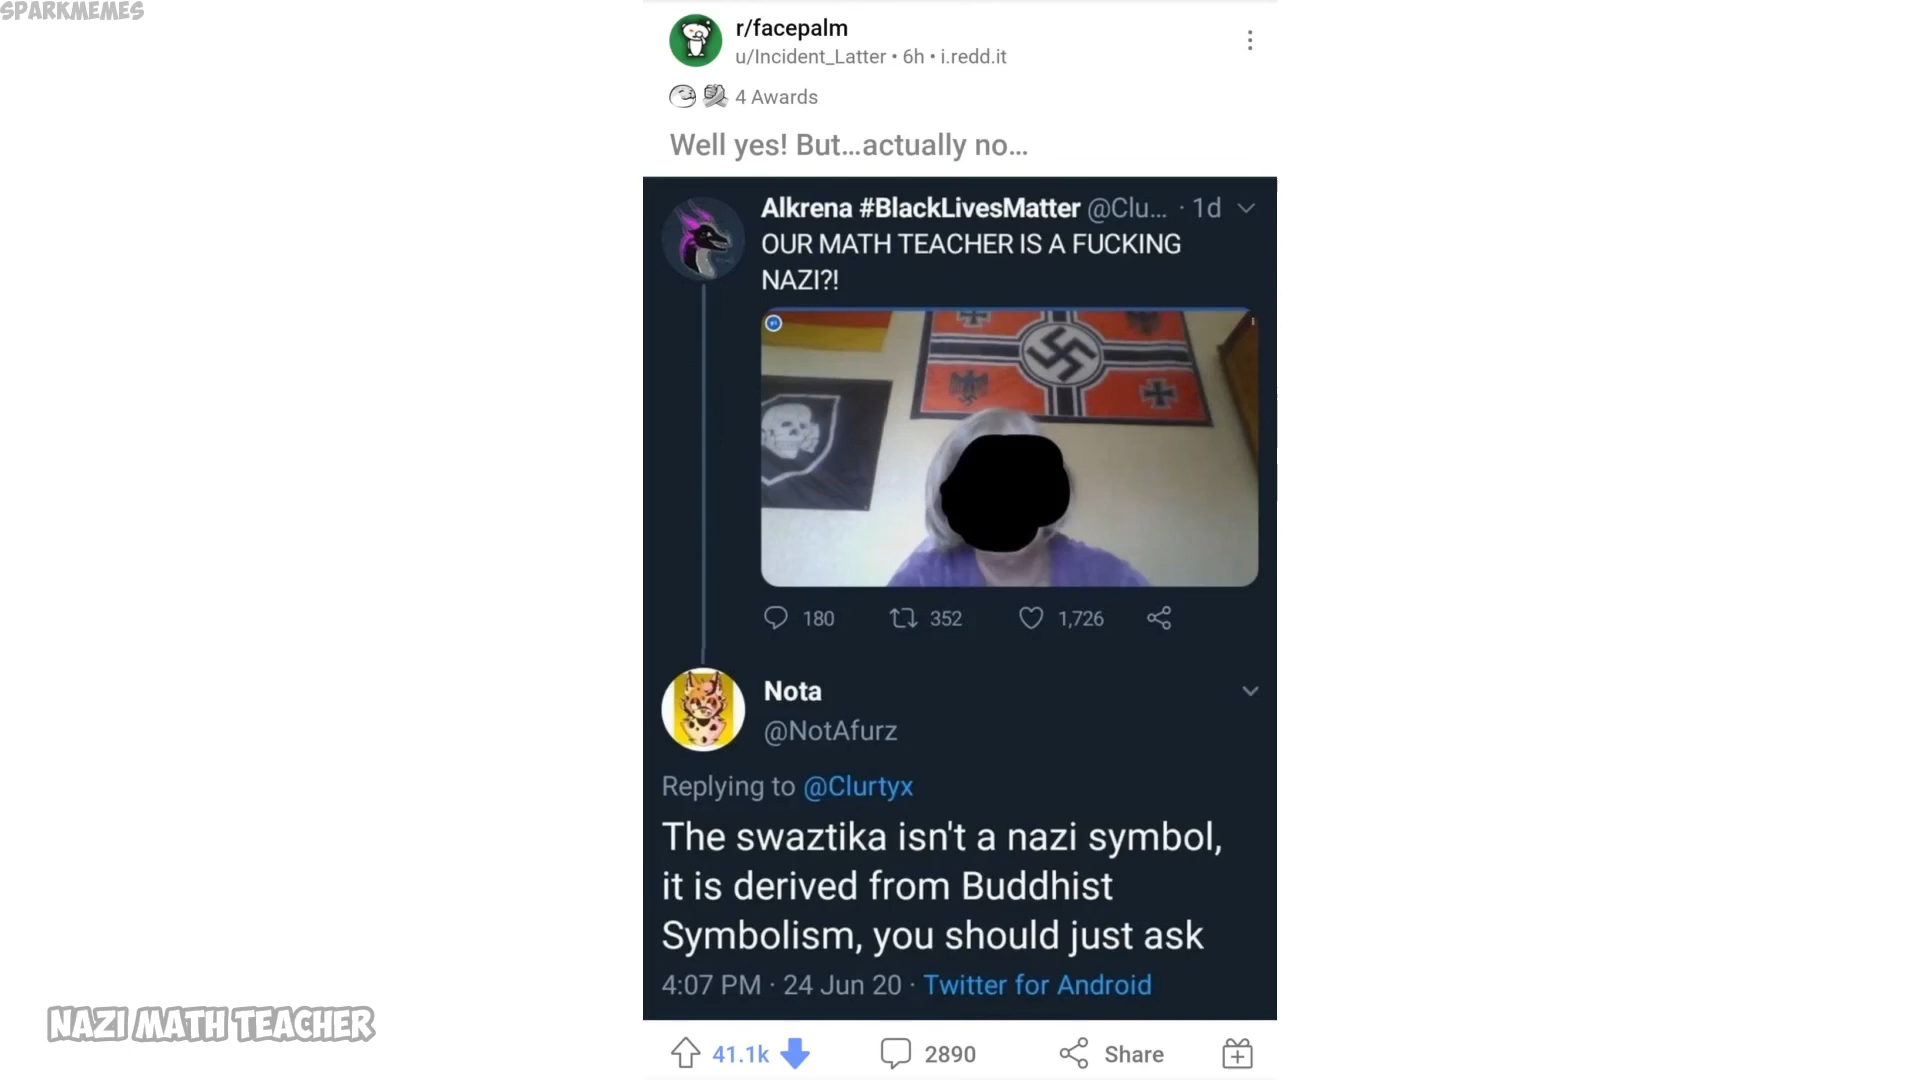 SPARKMEMES
r/facepalm
u/Incident_Latter • 6h • i.redd.it
4 Awards
Well yes! But...actually no...
Alkrena #BlackLivesMatter @Clu... · 1d
OUR MATH TEACHER IS A FUCKING
NAZI?!
180 352 1,726
Nota
@NotAfurz
Replying to @Clurtyx
The swaztika isn't a nazi symbol,
it is derived from Buddhist
Symbolism, you should just ask
4:07 PM · 24 Jun 20 · Twitter for Android
NAZI MATH TEACHER
41.1k 2890 Share